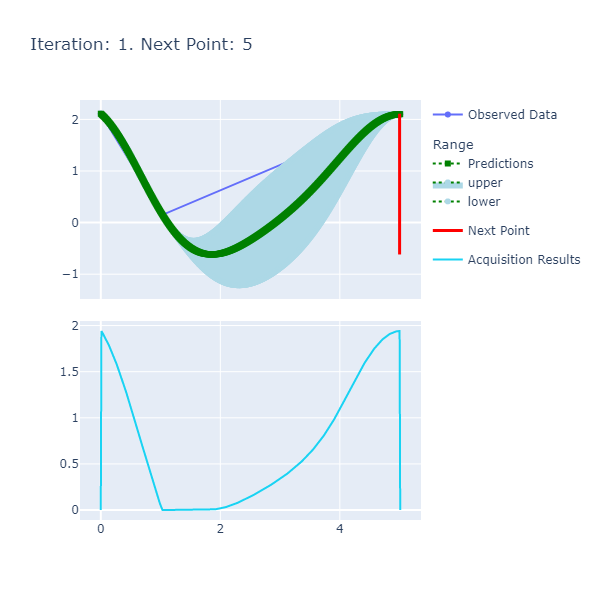 Iteration: 1. Next Point: 5
2
1
0
−1
Observed Data
Range
Predictions
upper
lower
Next Point
Acquisition Results
2
1.5
1
0.5
0
0 2 4